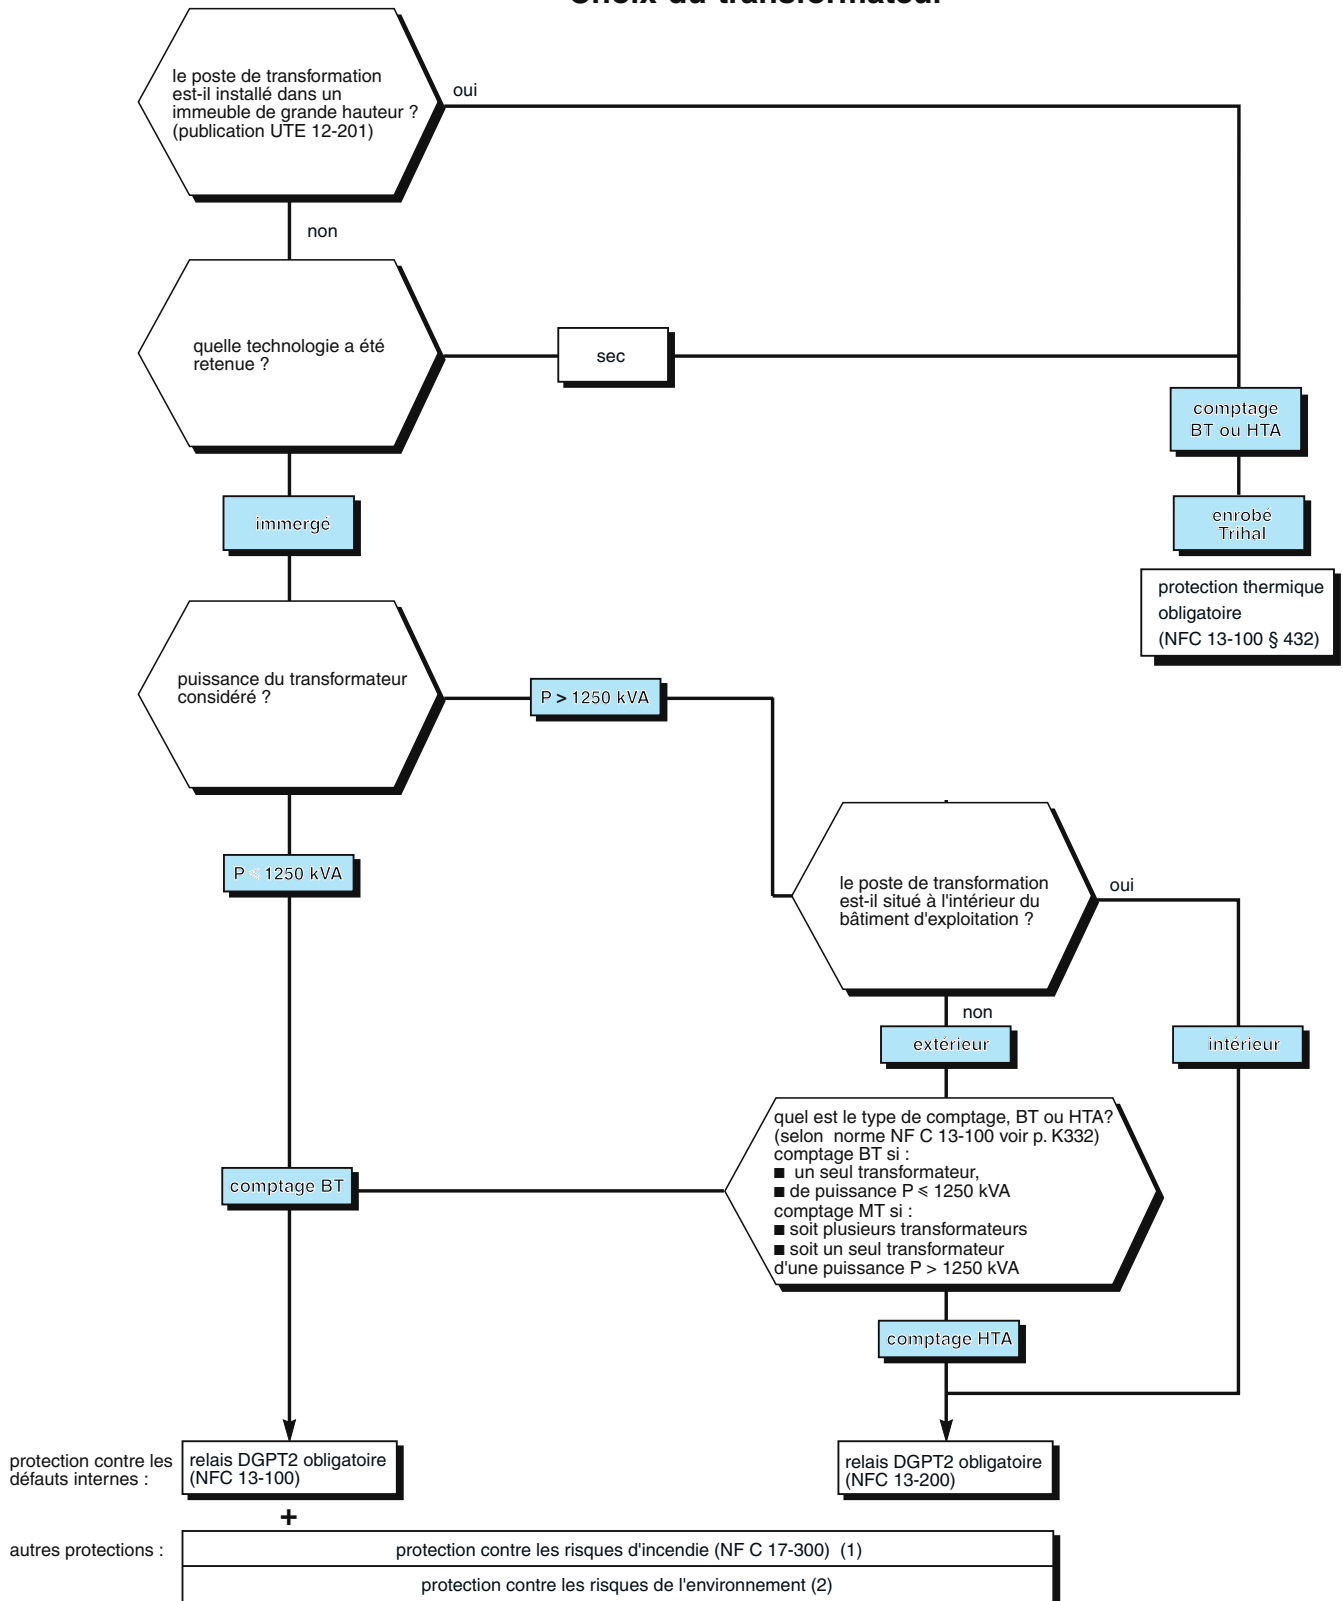 Choix du transformateur
le poste de transformation
est-il installé dans un
immeuble de grande hauteur ?
(publication UTE 12-201)
oui
non
quelle technologie a été
retenue ?
sec
comptage
BT ou HTA
immergé
enrobé
Trihal
protection thermique
obligatoire
(NFC 13-100 § 432)
puissance du transformateur
considéré ?
P > 1250 kVA
P ⩽ 1250 kVA
le poste de transformation
est-il situé à l'intérieur du
bâtiment d'exploitation ?
oui
non
extérieur
intérieur
quel est le type de comptage, BT ou HTA?
(selon norme NF C 13-100 voir p. K332)
comptage BT si :
■ un seul transformateur,
■ de puissance P ⩽ 1250 kVA
comptage MT si :
■ soit plusieurs transformateurs
■ soit un seul transformateur
d'une puissance P > 1250 kVA
comptage BT
comptage HTA
protection contre les
défauts internes :
relais DGPT2 obligatoire
(NFC 13-100)
relais DGPT2 obligatoire
(NFC 13-200)
+
autres protections :
protection contre les risques d'incendie (NF C 17-300) (1)
protection contre les risques de l'environnement (2)